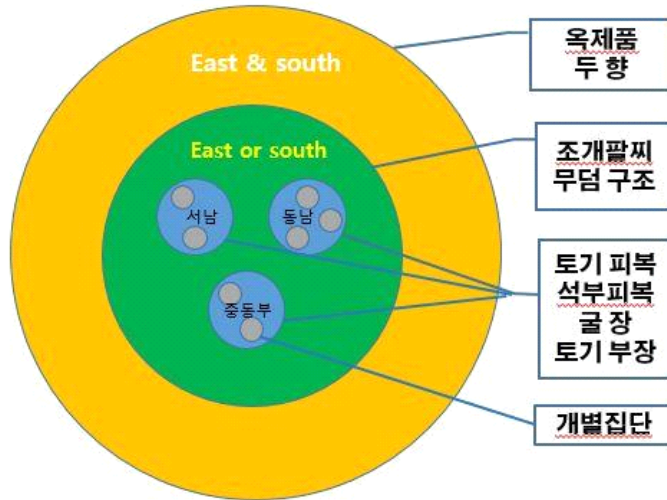 East & south
East or south
서남
동남
중동부
옥제품
두 향
조개팔찌
무덤 구조
토기 피복
석부피복
굴 장
토기 부장
개별집단